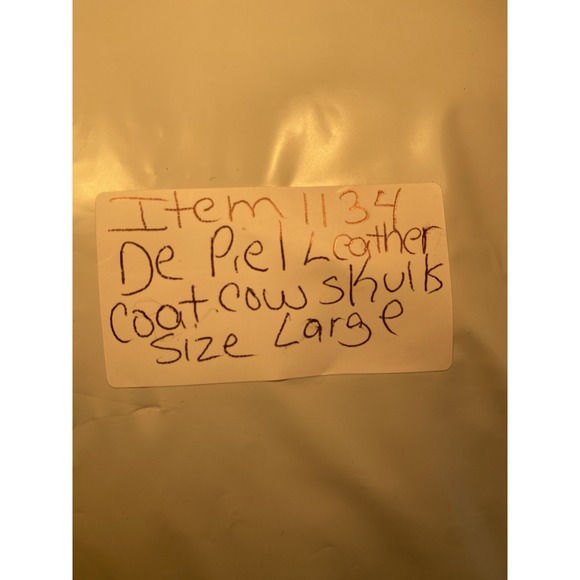 Item 1134
De Piel Leather
Coat. Cow skulls
Size Large